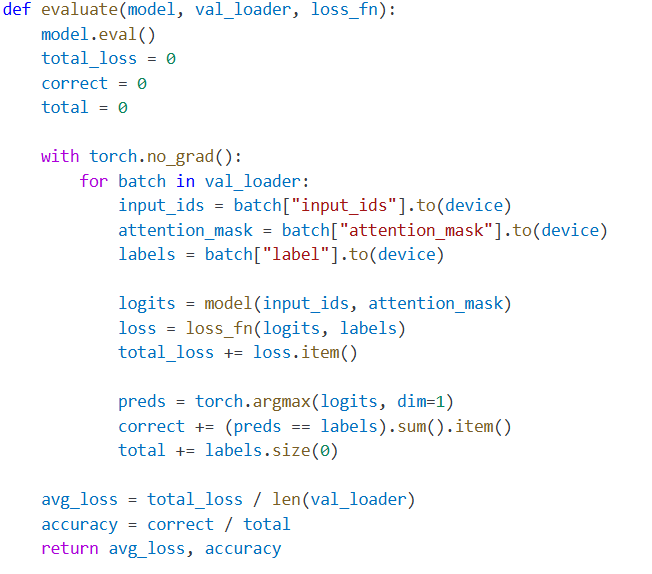 def evaluate(model, val_loader, loss_fn):
    model.eval()
    total_loss = 0
    correct = 0
    total = 0

    with torch.no_grad():
        for batch in val_loader:
            input_ids = batch["input_ids"].to(device)
            attention_mask = batch["attention_mask"].to(device)
            labels = batch["label"].to(device)

            logits = model(input_ids, attention_mask)
            loss = loss_fn(logits, labels)
            total_loss += loss.item()

            preds = torch.argmax(logits, dim=1)
            correct += (preds == labels).sum().item()
            total += labels.size(0)

    avg_loss = total_loss / len(val_loader)
    accuracy = correct / total
    return avg_loss, accuracy